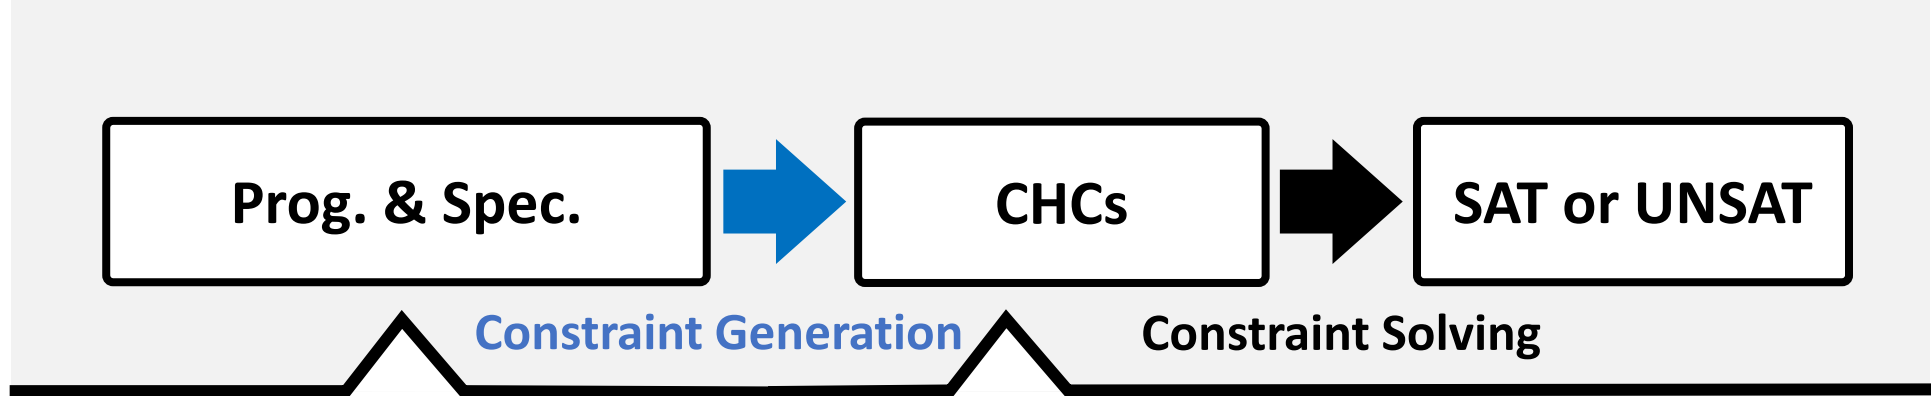 Prog. & Spec.
CHCs
SAT or UNSAT
Constraint Generation
Constraint Solving